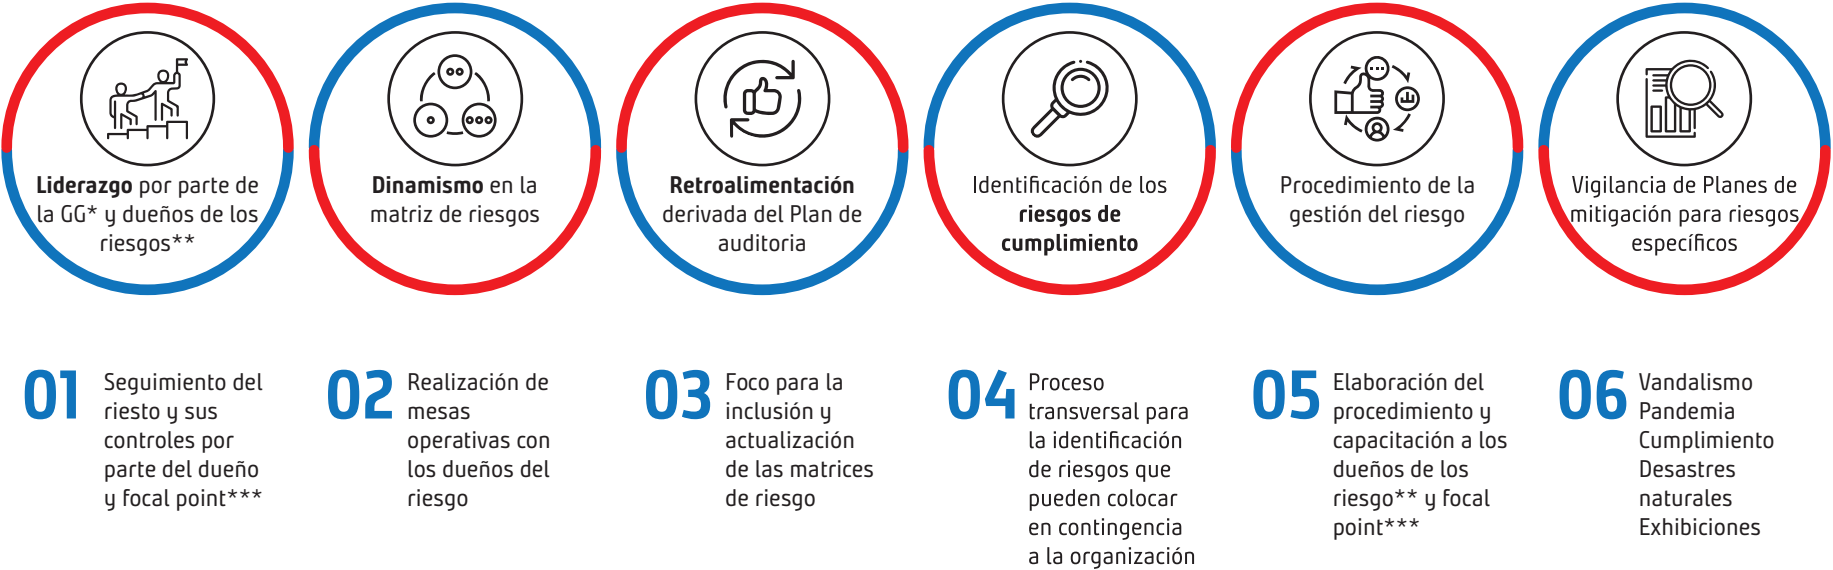 Liderazgo por parte de
la GG* y dueños de los
riesgos**
Dinamismo en la
matriz de riesgos
Retroalimentación
derivada del Plan de
auditoria
Identificación de los
riesgos de
cumplimiento
Procedimiento de la
gestión del riesgo
Vigilancia de Planes de
mitigación para riesgos
específicos
01
Seguimiento del
riesto y sus
controles por
parte del dueño
y focal point***
02
Realización de
mesas
operativas con
los dueños del
riesgo
03
Foco para la
inclusión y
actualización
de las matrices
de riesgo
04
Proceso
transversal para
la identificación
de riesgos que
pueden colocar
en contingencia
a la organización
05
Elaboración del
procedimiento y
capacitación a los
dueños de los
riesgo** y focal
point***
06
Vandalismo
Pandemia
Cumplimiento
Desastres
naturales
Exhibiciones